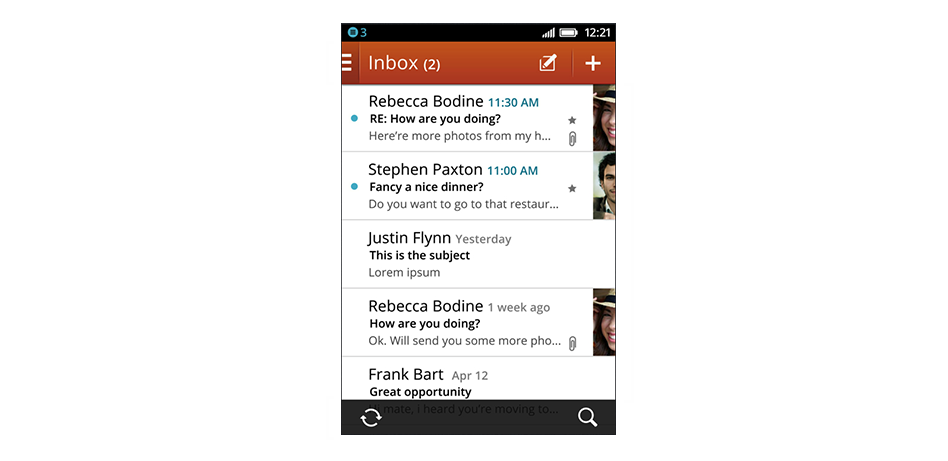 3 12:21
Inbox (2)
Rebecca Bodine 11:30 AM
RE: How are you doing?
Here’re more photos from my h...
Stephen Paxton 11:00 AM
Fancy a nice dinner?
Do you want to go to that restaur...
Justin Flynn Yesterday
This is the subject
Lorem ipsum
Rebecca Bodine 1 week ago
How are you doing?
Ok. Will send you some more pho...
Frank Bart Apr 12
Great opportunity
Hi mate, i heard you're moving to...